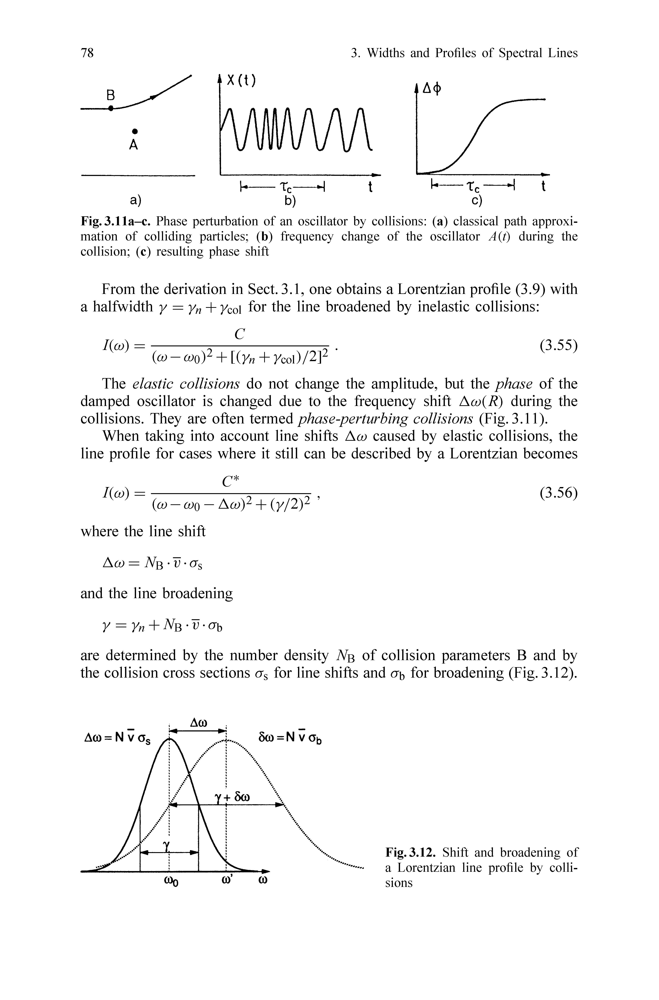 78
3. Widths and Profiles of Spectral Lines
B
A
a)
X(t)
τc
t
b)
Δϕ
τc
t
c)
Fig. 3.11a–c. Phase perturbation of an oscillator by collisions: (a) classical path approxi-
mation of colliding particles; (b) frequency change of the oscillator A(t) during the
collision; (c) resulting phase shift
From the derivation in Sect. 3.1, one obtains a Lorentzian profile (3.9) with
a halfwidth γ = γn + γcol for the line broadened by inelastic collisions:
I(ω) = C / ((ω − ω0)² + [(γn + γcol)/2]²) . (3.55)
The elastic collisions do not change the amplitude, but the phase of the
damped oscillator is changed due to the frequency shift Δω(R) during the
collisions. They are often termed phase-perturbing collisions (Fig. 3.11).
When taking into account line shifts Δω caused by elastic collisions, the
line profile for cases where it still can be described by a Lorentzian becomes
I(ω) = C* / ((ω − ω0 − Δω)² + (γ/2)²) , (3.56)
where the line shift
Δω = NB · v̅ · σs
and the line broadening
γ = γn + NB · v̅ · σb
are determined by the number density NB of collision parameters B and by
the collision cross sections σs for line shifts and σb for broadening (Fig. 3.12).
Δω
Δω = N v̅ σs
δω = N v̅ σb
γ + δω
γ
ω0
ω'
ω
Fig. 3.12. Shift and broadening of
a Lorentzian line profile by colli-
sions